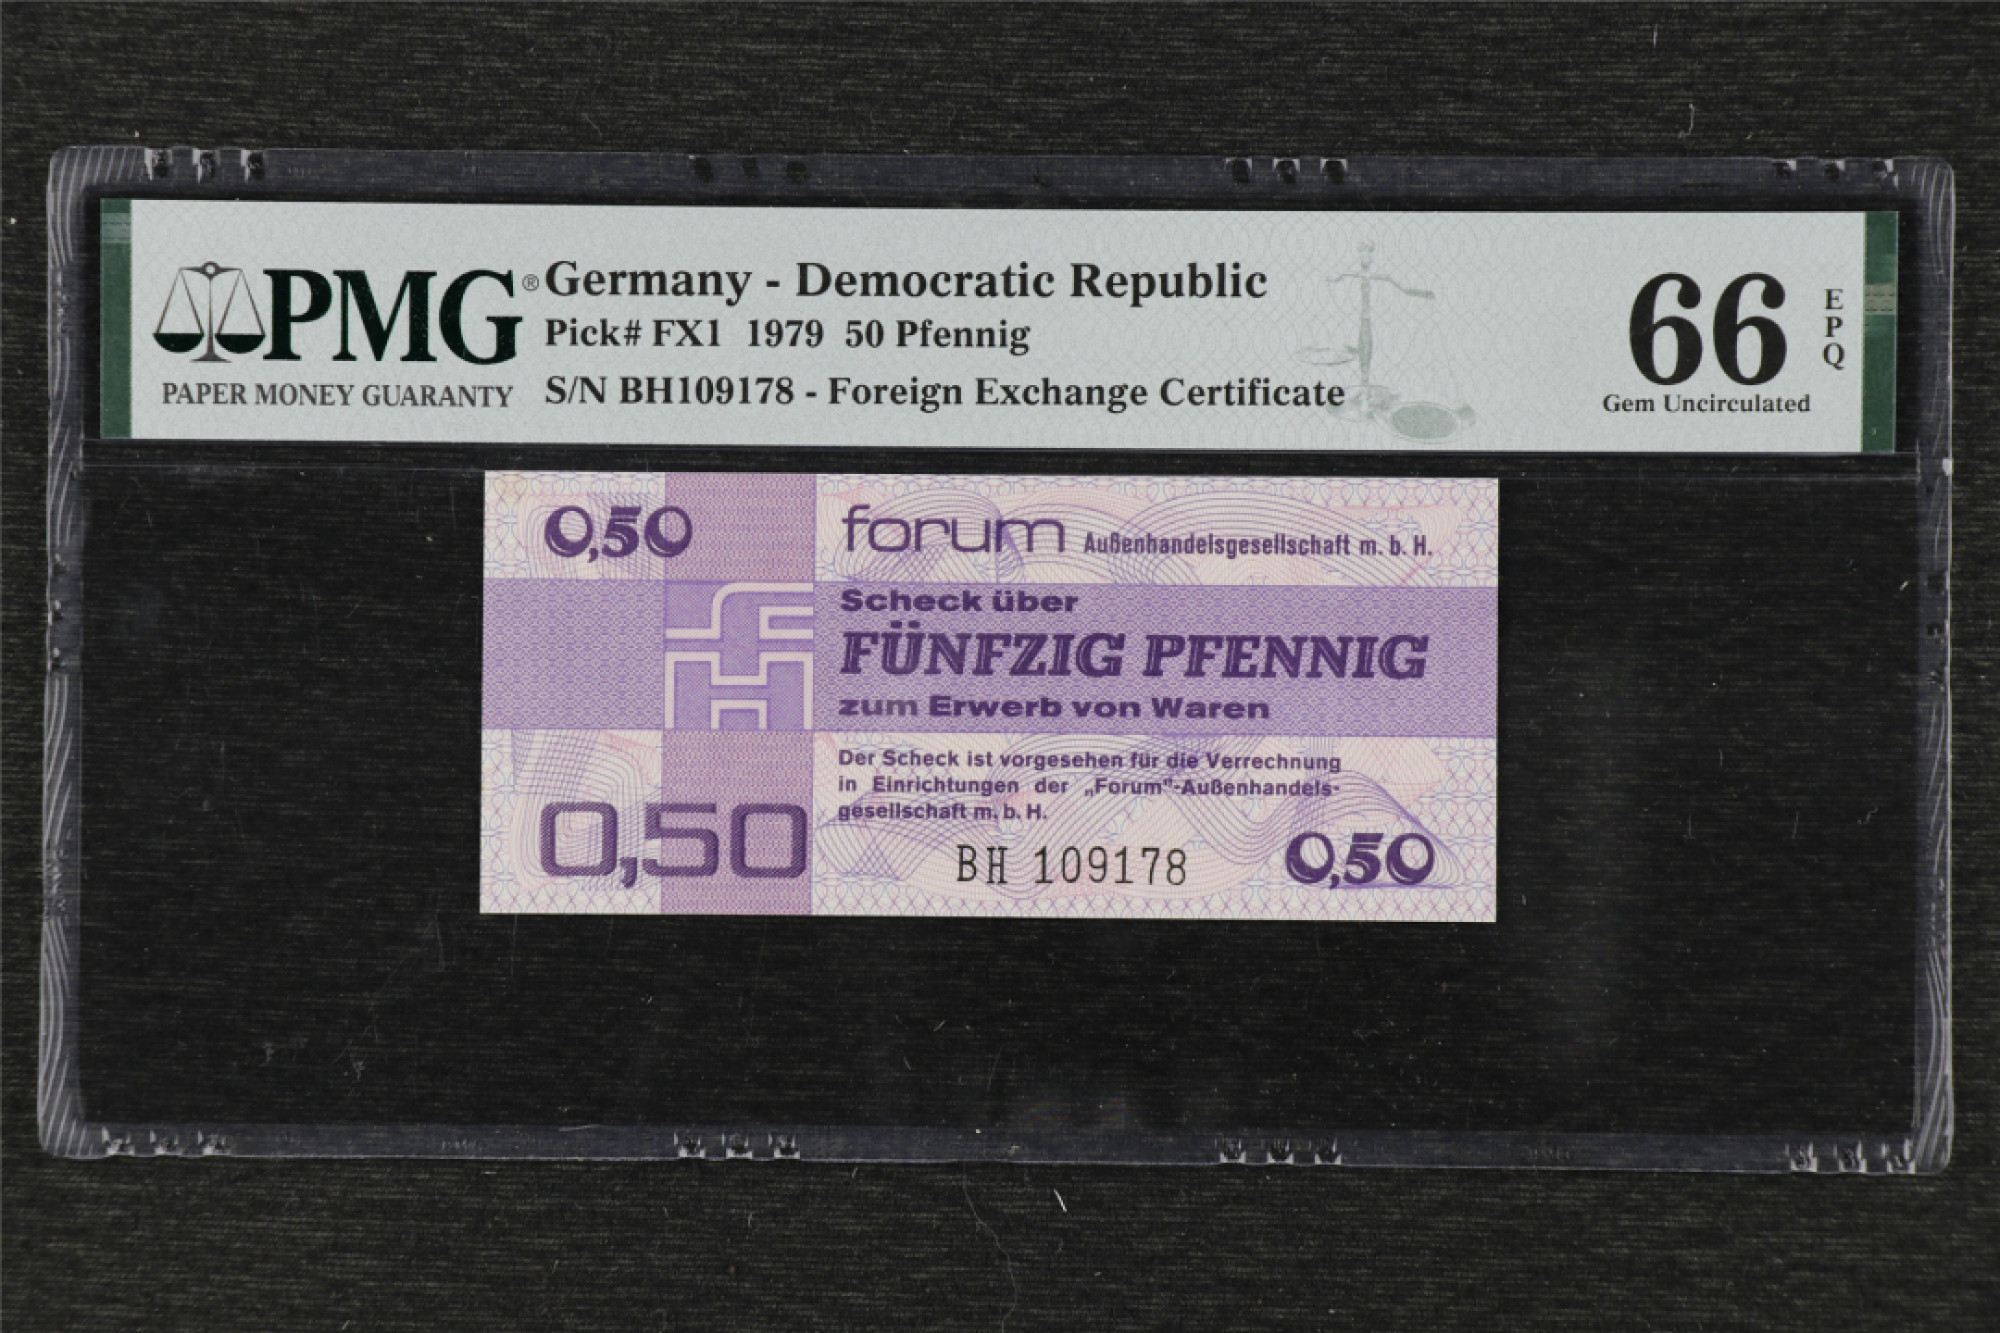 PMG®
PAPER MONEY GUARANTY
Germany - Democratic Republic
Pick# FX1 1979 50 Pfennig
S/N BH109178 - Foreign Exchange Certificate
66
EPQ
Gem Uncirculated
0,50
forum Außenhandelsgesellschaft m. b. H.
Scheck über
FÜNFZIG PFENNIG
zum Erwerb von Waren
Der Scheck ist vorgesehen für die Verrechnung
in Einrichtungen der „Forum"-Außenhandels-
gesellschaft m. b. H.
0,50
BH 109178
0,50